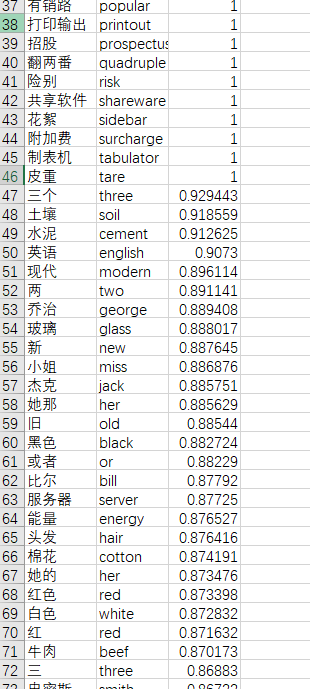 37 有销路 popular 1
38 打印输出 printout 1
39 招股 prospectus 1
40 翻两番 quadruple 1
41 险别 risk 1
42 共享软件 shareware 1
43 花絮 sidebar 1
44 附加费 surcharge 1
45 制表机 tabulator 1
46 皮重 tare 1
47 三个 three 0.929443
48 土壤 soil 0.918559
49 水泥 cement 0.912625
50 英语 english 0.9073
51 现代 modern 0.896114
52 两 two 0.891141
53 乔治 george 0.889408
54 玻璃 glass 0.888017
55 新 new 0.887645
56 小姐 miss 0.886876
57 杰克 jack 0.885751
58 她那 her 0.885629
59 旧 old 0.88544
60 黑色 black 0.882724
61 或者 or 0.88229
62 比尔 bill 0.87792
63 服务器 server 0.87725
64 能量 energy 0.876527
65 头发 hair 0.876416
66 棉花 cotton 0.874191
67 她的 her 0.873476
68 红色 red 0.873398
69 白色 white 0.872832
70 红 red 0.871632
71 牛肉 beef 0.870173
72 三 three 0.86883
smith